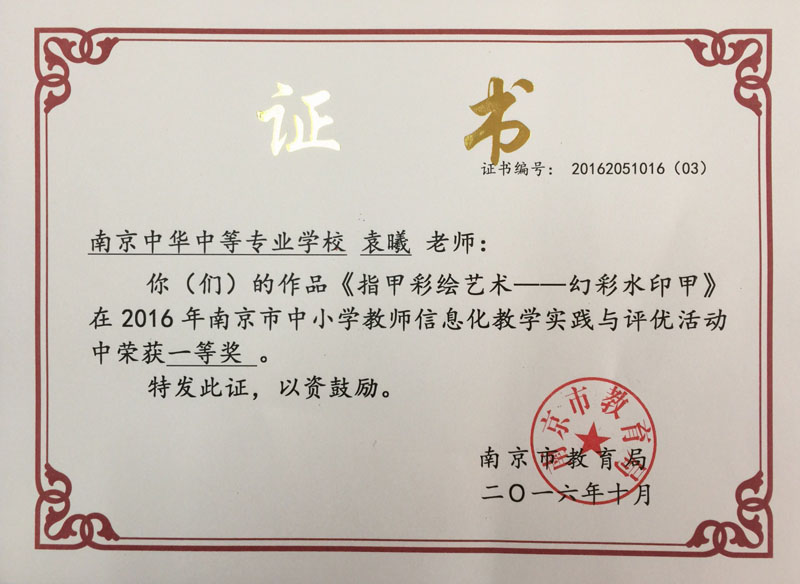 证 书
证书编号： 20162051016（03）
南京中华中等专业学校 袁曦 老师：
你（们）的作品《指甲彩绘艺术——幻彩水印甲》
在 2016 年南京市中小学教师信息化教学实践与评优活动
中荣获一等奖 。
特发此证，以资鼓励。
南京市教育局
南京市教育局
二〇一六年十月